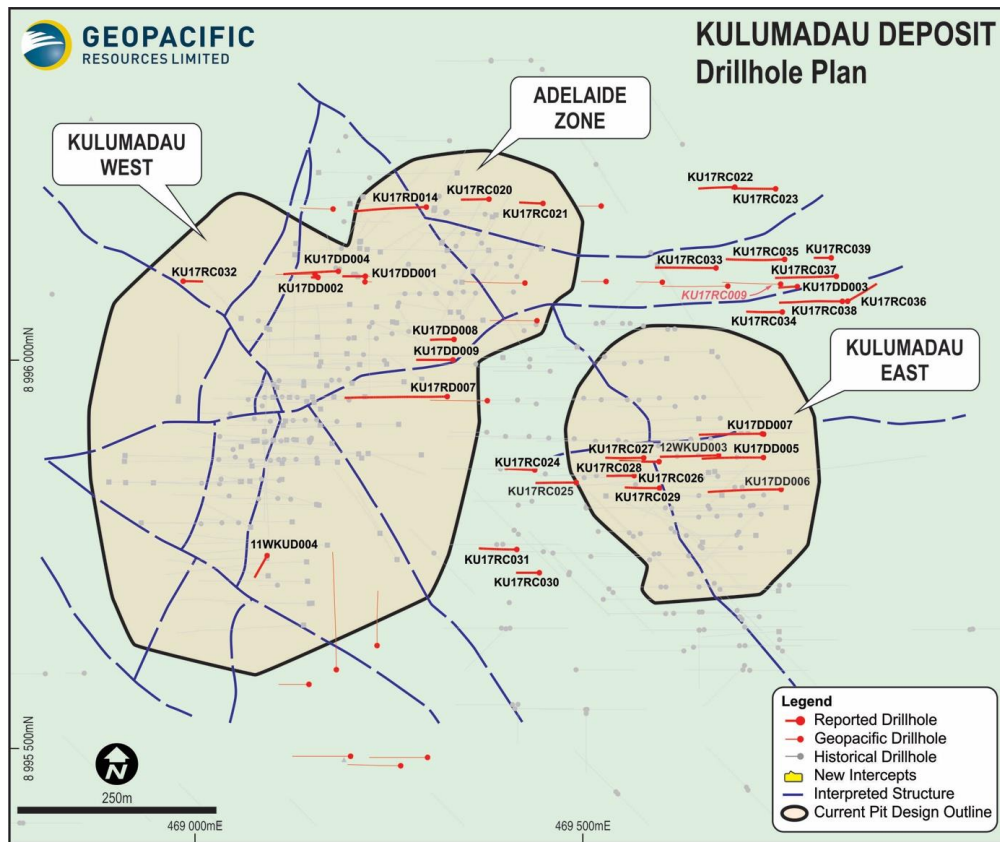 GEOPACIFIC
RESOURCES LIMITED
KULUMADAU DEPOSIT
Drillhole Plan
ADELAIDE
ZONE
KULUMADAU
WEST
KU17RC022
KU17RC023
KU17RC020
KU17RD014
KU17RC021
KU17DD004
KU17DD001
KU17DD002
KU17RC032
KU17RC035
KU17RC039
KU17RC033
KU17RC037
KU17RC009
KU17DD003
KU17RC036
KU17RC038
KU17RC034
KU17DD008
KU17DD009
KU17RD007
8 996 000mN
KULUMADAU
EAST
KU17DD007
KU17RC027
12WKUD003
KU17DD005
KU17RC024
KU17RC028
KU17RC026
KU17RC025
KU17RC029
KU17DD006
11WKUD004
KU17RC031
KU17RC030
8 995 500mN
N
250m
469 000mE
469 500mE
Legend
Reported Drillhole
Geopacific Drillhole
Historical Drillhole
New Intercepts
Interpreted Structure
Current Pit Design Outline